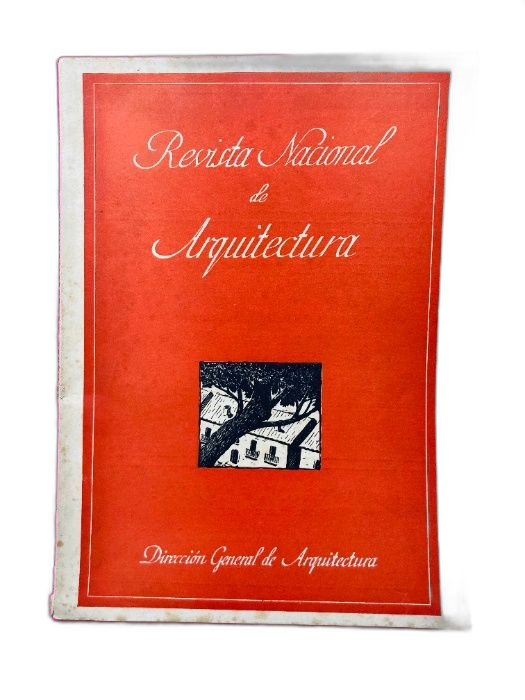 Revista Nacional
de
Arquitectura
Dirección General de Arquitectura